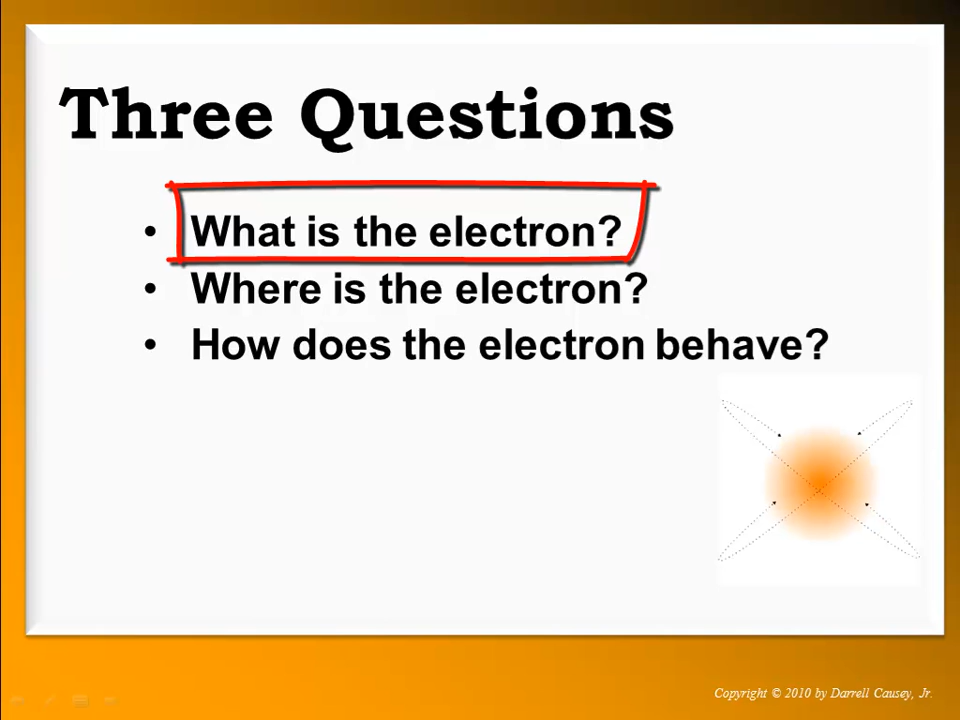 Three Questions
• What is the electron?
• Where is the electron?
• How does the electron behave?
Copyright © 2010 by Darrell Causey, Jr.